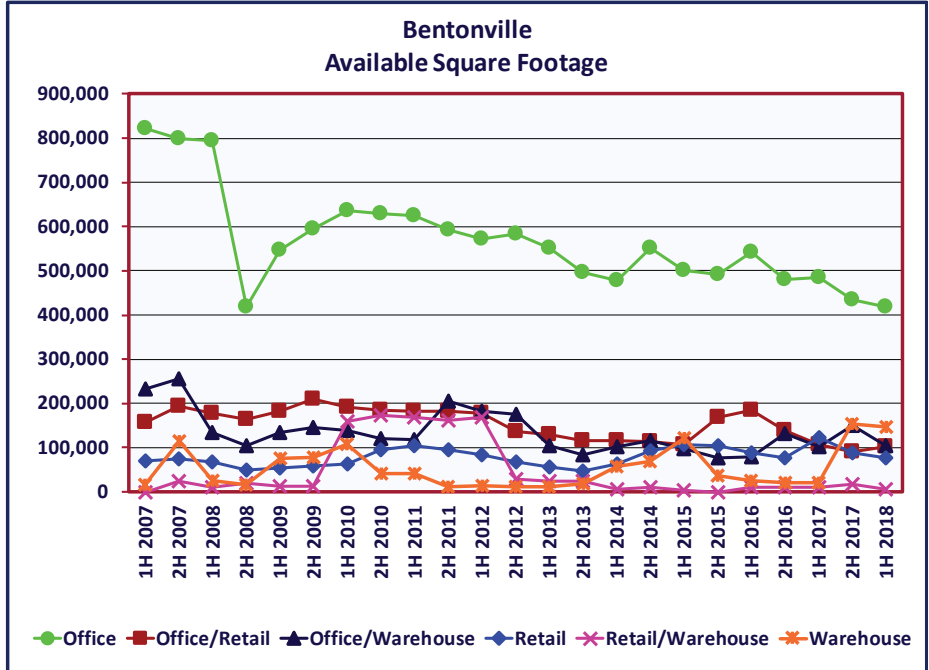 Bentonville
Available Square Footage
900,000
800,000
700,000
600,000
500,000
400,000
300,000
200,000
100,000
0
1H 2007
2H 2007
1H 2008
2H 2008
1H 2009
2H 2009
1H 2010
2H 2010
1H 2011
2H 2011
1H 2012
2H 2012
1H 2013
2H 2013
1H 2014
2H 2014
1H 2015
2H 2015
1H 2016
2H 2016
1H 2017
2H 2017
1H 2018
Office Office/Retail Office/Warehouse Retail Retail/Warehouse Warehouse